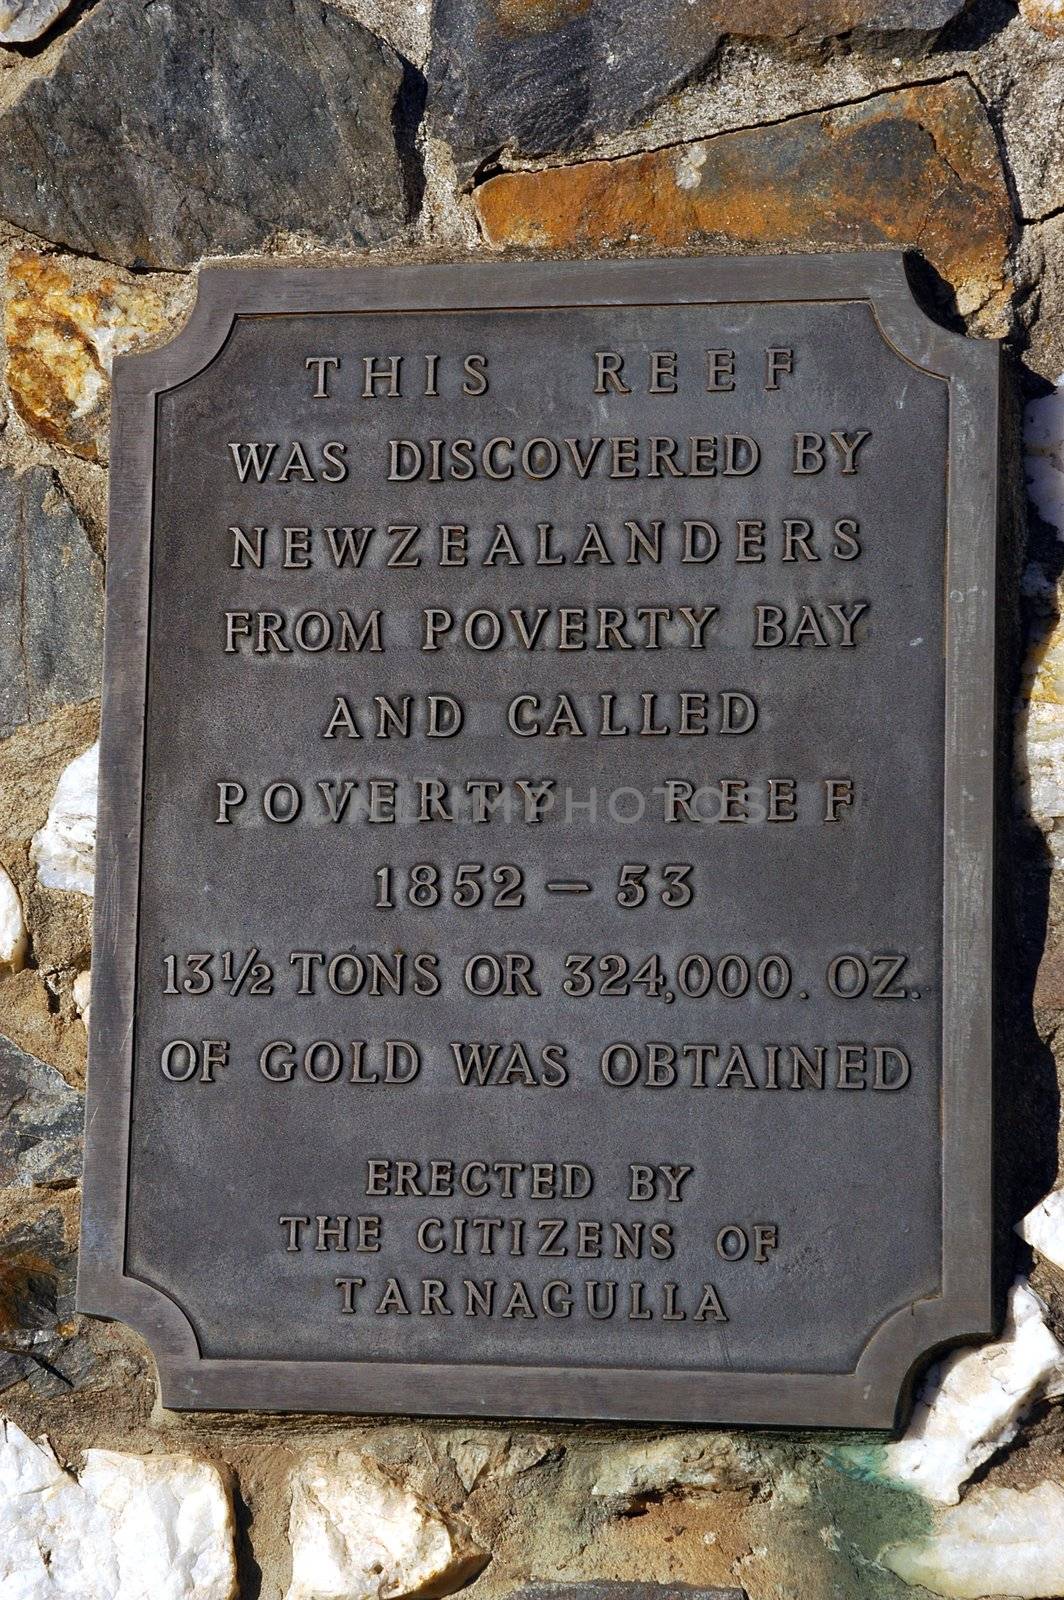 THIS REEF
WAS DISCOVERED BY
NEWZEALANDERS
FROM POVERTY BAY
AND CALLED
POVERTY REEF
UNLIMPHOTOS
1852 – 53
13½ TONS OR 324,000. OZ.
OF GOLD WAS OBTAINED
ERECTED BY
THE CITIZENS OF
TARNAGULLA